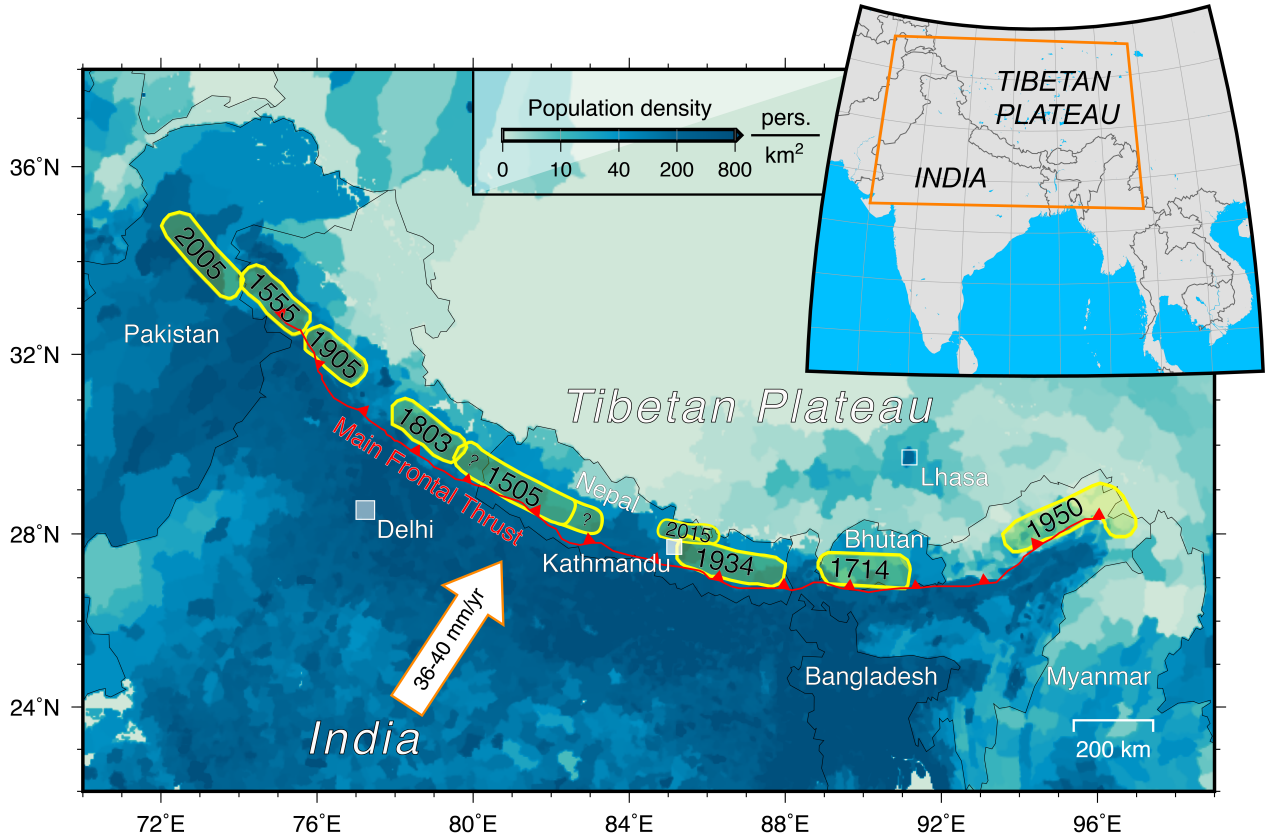 Population density
pers.
km²
0 10 40 200 800
TIBETAN
PLATEAU
INDIA
36°N
32°N
28°N
24°N
2005
1555
1905
Pakistan
1803
?
1505
?
Main Frontal Thrust
Tibetan Plateau
Lhasa
Nepal
Delhi
2015
Kathmandu
1934
Bhutan
1714
1950
36-40 mm/yr
India
Bangladesh
Myanmar
200 km
72°E 76°E 80°E 84°E 88°E 92°E 96°E